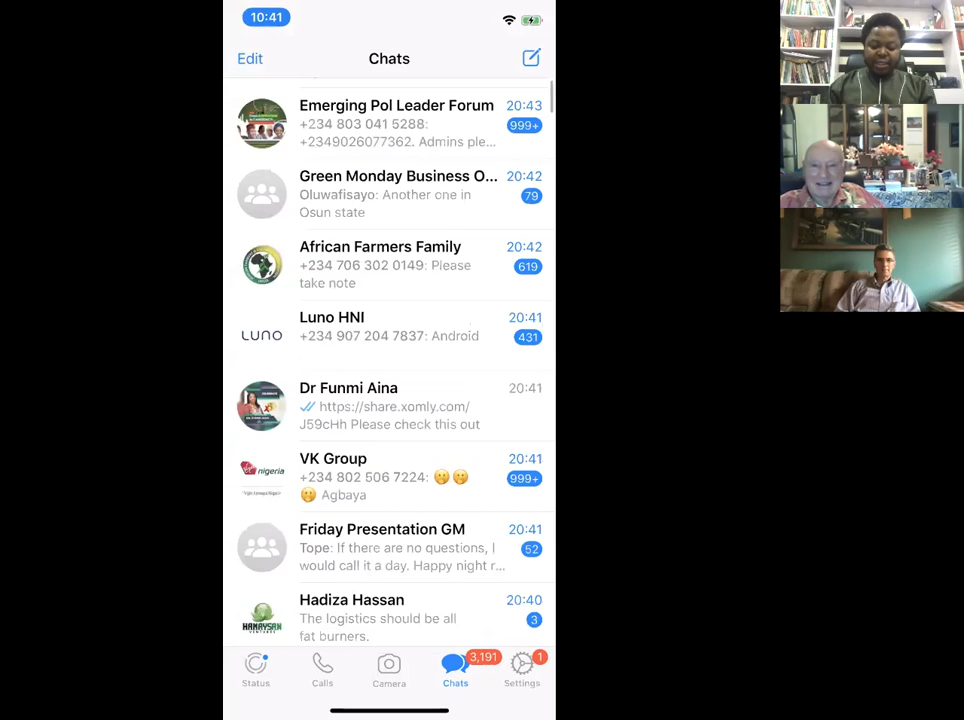 10:41
Edit
Chats
Emerging Pol Leader Forum 20:43
+234 803 041 5288: 999+
+2349026077362. Admins ple...
Green Monday Business O... 20:42
Oluwafisayo: Another one in 79
Osun state
African Farmers Family 20:42
+234 706 302 0149: Please 619
take note
Luno HNI 20:41
LUNO +234 907 204 7837: Android 431
Dr Funmi Aina 20:41
https://share.xomly.com/
J59cHh Please check this out
VK Group 20:41
nigeria +234 802 506 7224: 🤭🤭 999+
🤭 Agbaya
Friday Presentation GM 20:41
Tope: If there are no questions, I 52
would call it a day. Happy night r...
Hadiza Hassan 20:40
The logistics should be all 3
HAMAYSAN fat burners.
3,191 1
Status Calls Camera Chats Settings